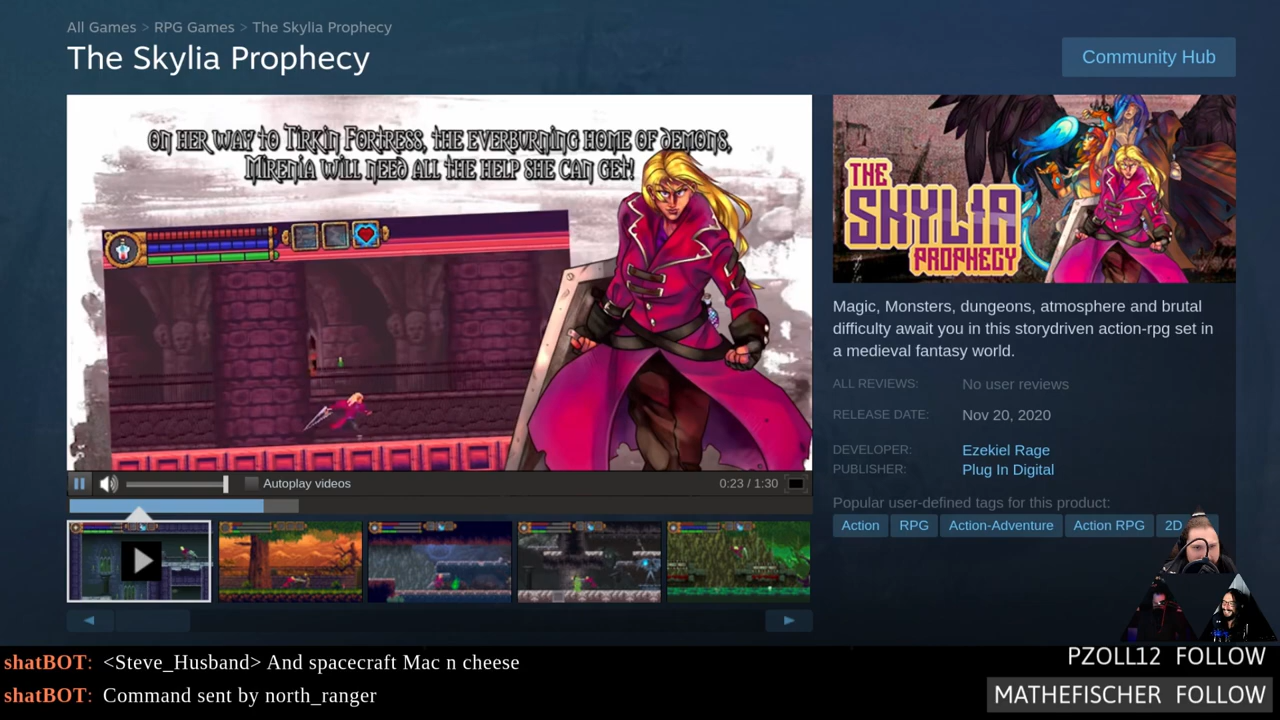 All Games > RPG Games > The Skylia Prophecy
The Skylia Prophecy
Community Hub
ON HER WAY TO TIRKIN FORTRESS, THE EVERBURNING HOME OF DEMONS,
MIRENIA WILL NEED ALL THE HELP SHE CAN GET!
THE
SKYLIA
PROPHECY
Magic, Monsters, dungeons, atmosphere and brutal
difficulty await you in this storydriven action-rpg set in
a medieval fantasy world.
ALL REVIEWS: No user reviews
RELEASE DATE: Nov 20, 2020
DEVELOPER: Ezekiel Rage
PUBLISHER: Plug In Digital
Autoplay videos
0:23 / 1:30
Popular user-defined tags for this product:
Action RPG Action-Adventure Action RPG 2D
shatBOT: <Steve_Husband> And spacecraft Mac n cheese
shatBOT: Command sent by north_ranger
PZOLL12 FOLLOW
MATHEFISCHER FOLLOW